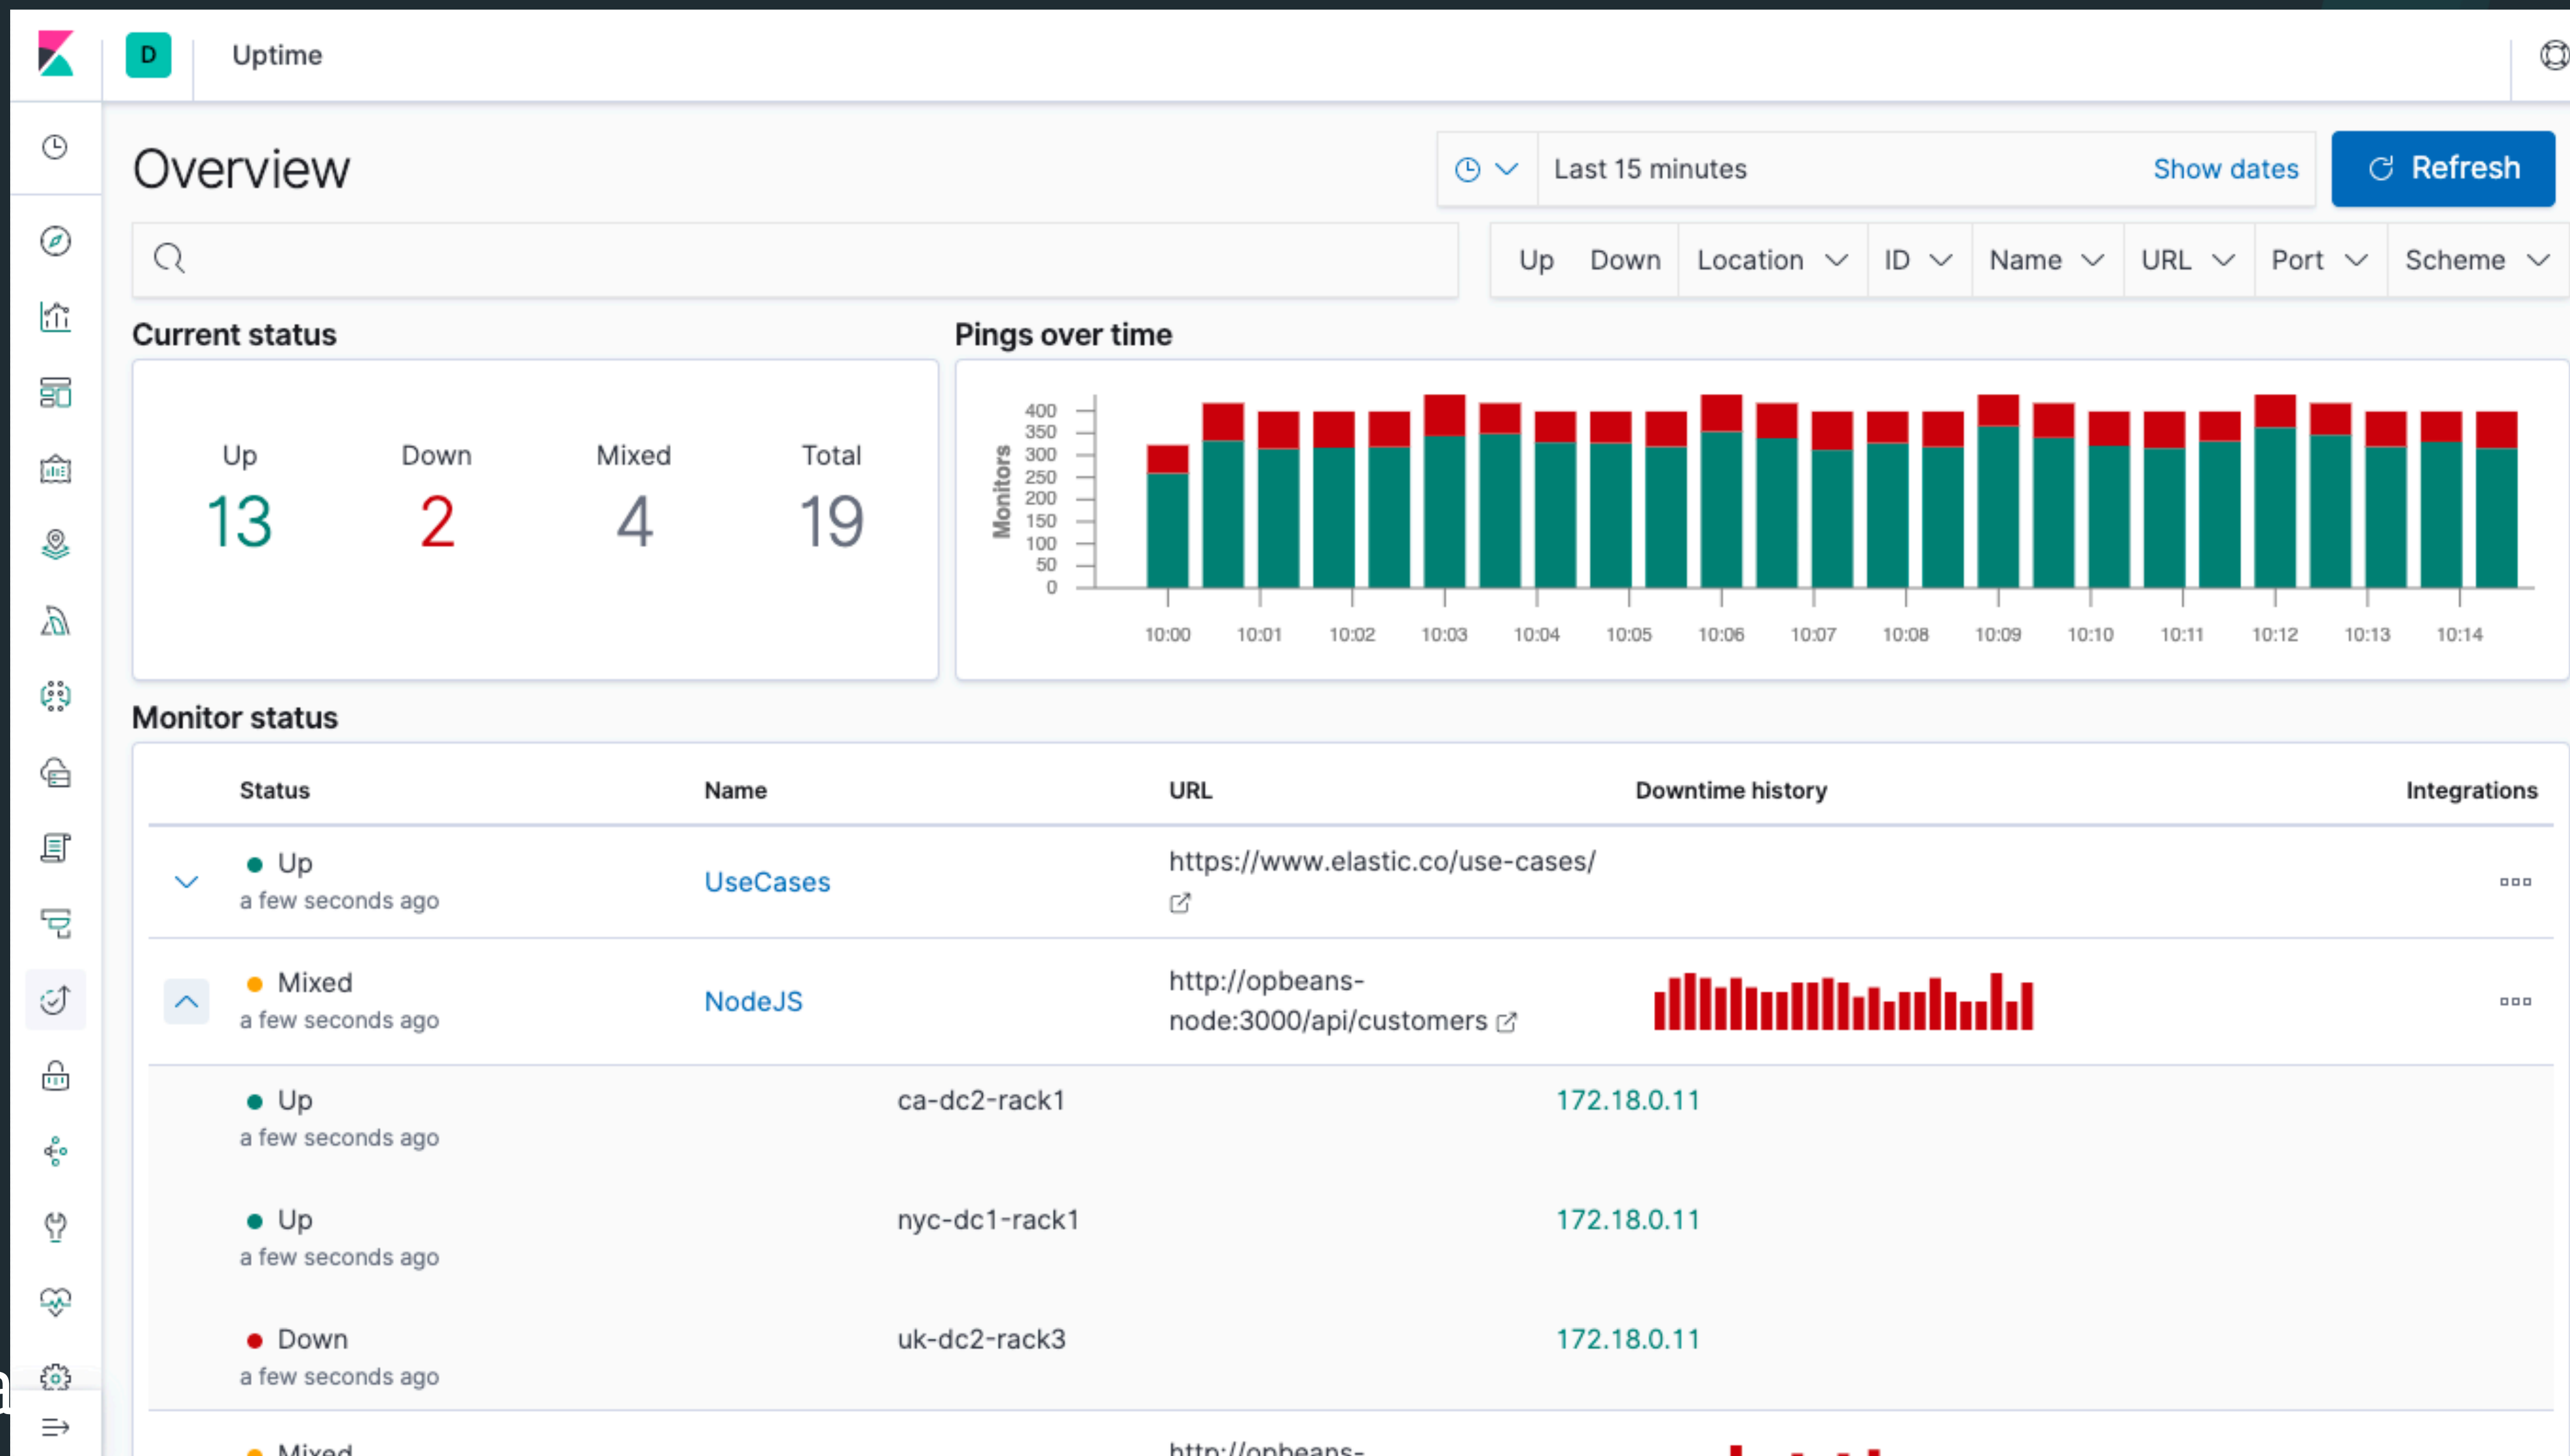 D Uptime
Overview
Last 15 minutes Show dates Refresh
Up Down Location ID Name URL Port Scheme
Current status Pings over time
Up Down Mixed Total
13 2 4 19
Monitors
400
350
300
250
200
150
100
50
0
10:00 10:01 10:02 10:03 10:04 10:05 10:06 10:07 10:08 10:09 10:10 10:11 10:12 10:13 10:14
Monitor status
Status Name URL Downtime history Integrations
Up UseCases https://www.elastic.co/use-cases/
a few seconds ago
Mixed NodeJS http://opbeans-
a few seconds ago node:3000/api/customers
Up ca-dc2-rack1 172.18.0.11
a few seconds ago
Up nyc-dc1-rack1 172.18.0.11
a few seconds ago
Down uk-dc2-rack3 172.18.0.11
a few seconds ago
Mixed http://opbeans-